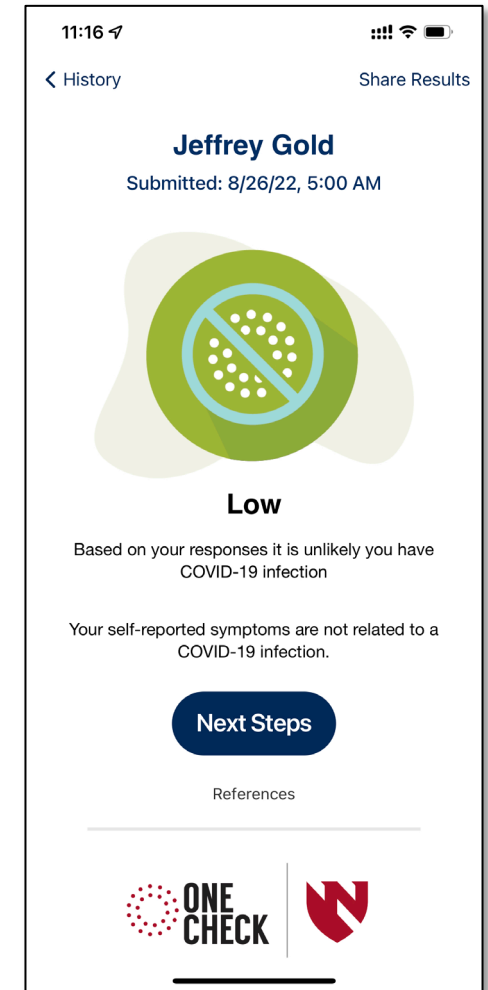 11:16
History
Share Results
Jeffrey Gold
Submitted: 8/26/22, 5:00 AM
Low
Based on your responses it is unlikely you have
COVID-19 infection
Your self-reported symptoms are not related to a
COVID-19 infection.
Next Steps
References
ONE
CHECK
N